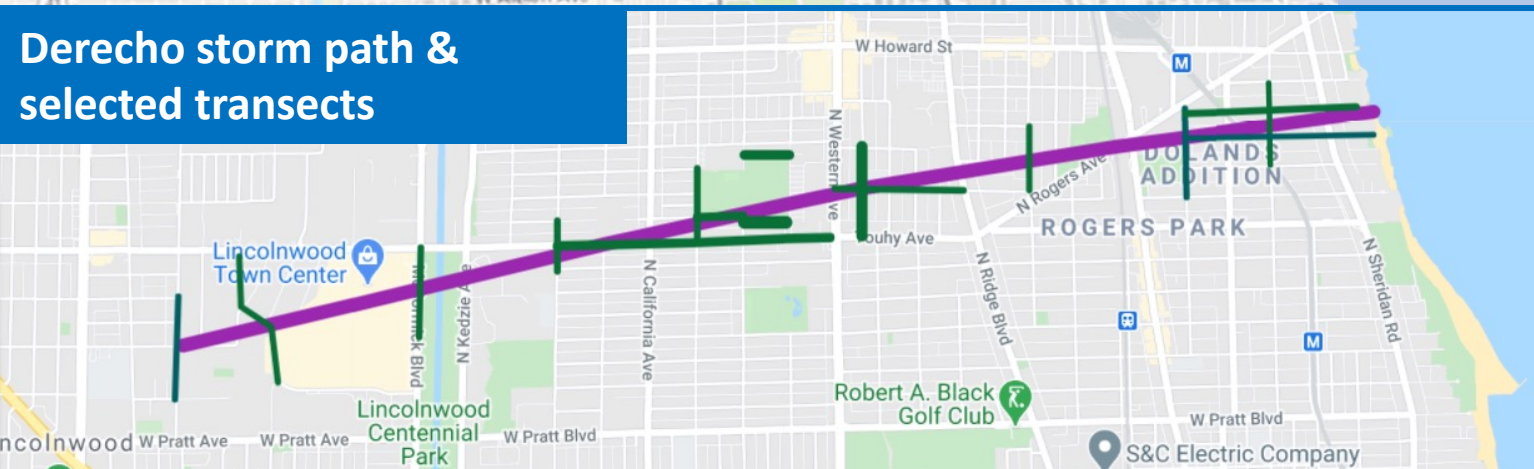 Derecho storm path &
selected transects
W Howard St
M
N Western Ave
DOLANDS
ADDITION
N Rogers Ave
ROGERS PARK
Touhy Ave
Lincolnwood
Town Center
N Kedzie Ave
N California Ave
N Ridge Blvd
N Sheridan Rd
M
Blvd
Robert A. Black
Golf Club
Lincolnwood
Centennial
Park
W Pratt Ave
W Pratt Ave
W Pratt Blvd
W Pratt Blvd
S&C Electric Company